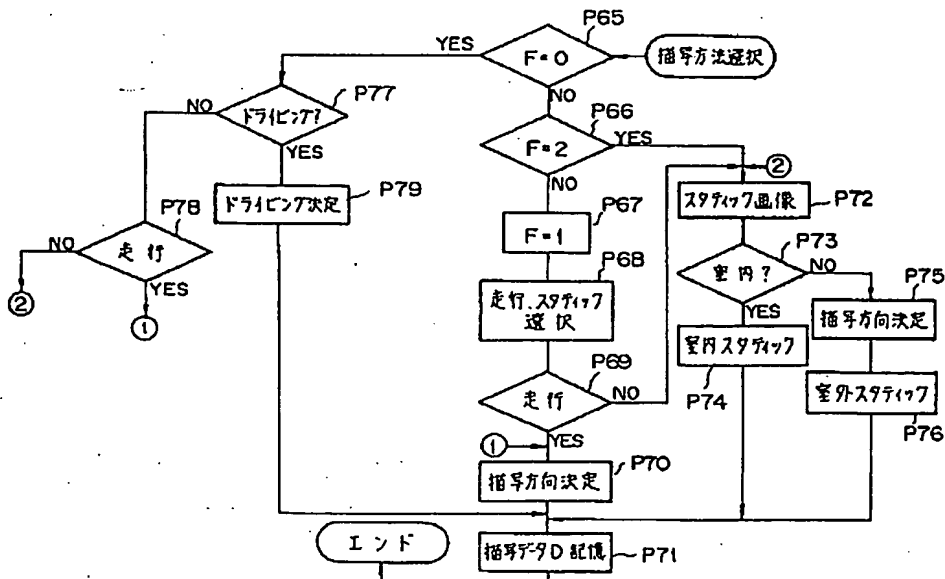 P65
YES
F=0
描写方法選択
NO
P77
NO
ドライビング?
YES
P66
F=2
YES
NO
②
P79
ドライビング決定
P67
F=1
スタティック画像
P72
P78
NO
走行
YES
②
①
P68
走行、スタティック
選択
P73
室内?
NO
YES
P75
描写方向決定
P69
走行
NO
YES
室内スタティック
P74
室外スタティック
P76
①
P70
描写方向決定
エンド
描写データD記憶
P71